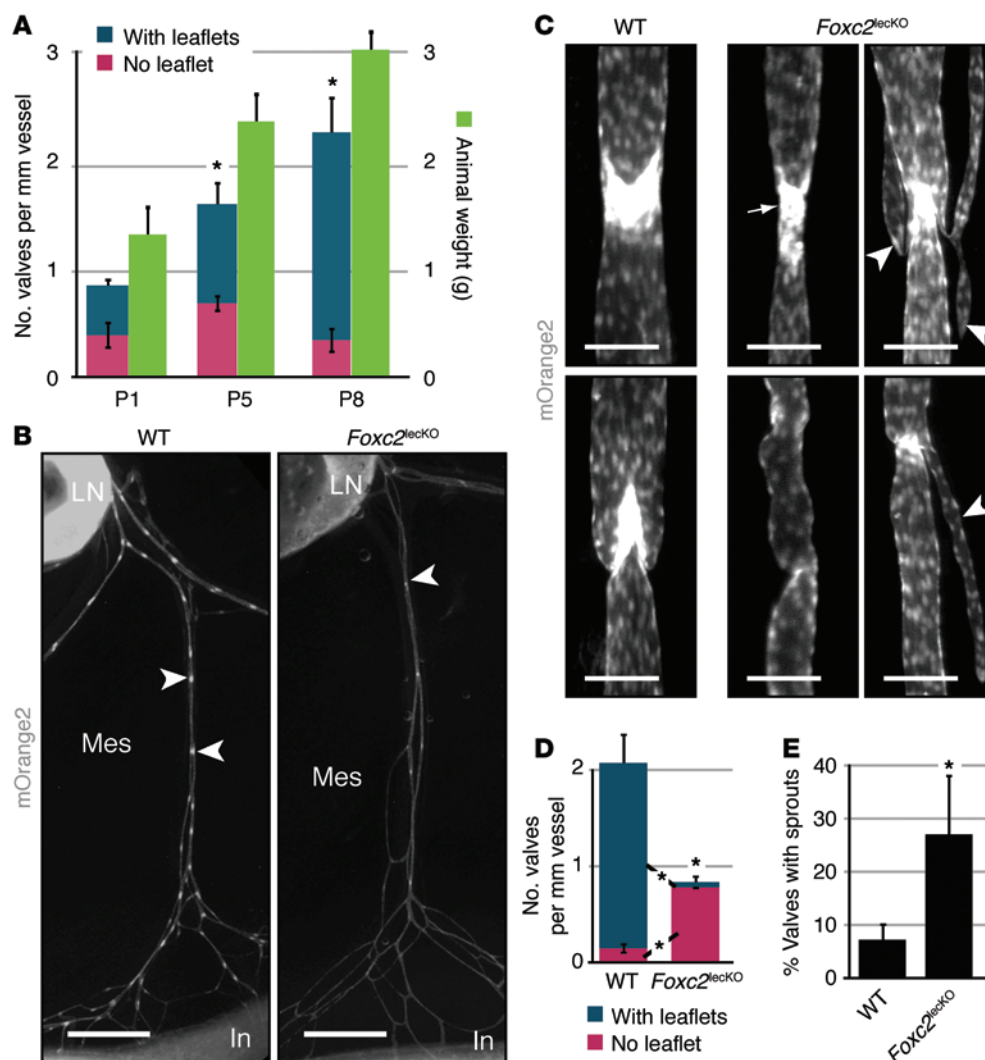 A
With leaflets
No leaflet
No. valves per mm vessel
3
2
1
0
*
*
3
2
1
0
Animal weight (g)
P1
P5
P8
B
WT
Foxc2lecKO
mOrange2
LN
Mes
In
LN
Mes
In
C
WT
Foxc2lecKO
mOrange2
D
No. valves
per mm vessel
2
1
0
*
*
*
WT
Foxc2lecKO
With leaflets
No leaflet
E
% Valves with sprouts
40
30
20
10
0
*
WT
Foxc2lecKO